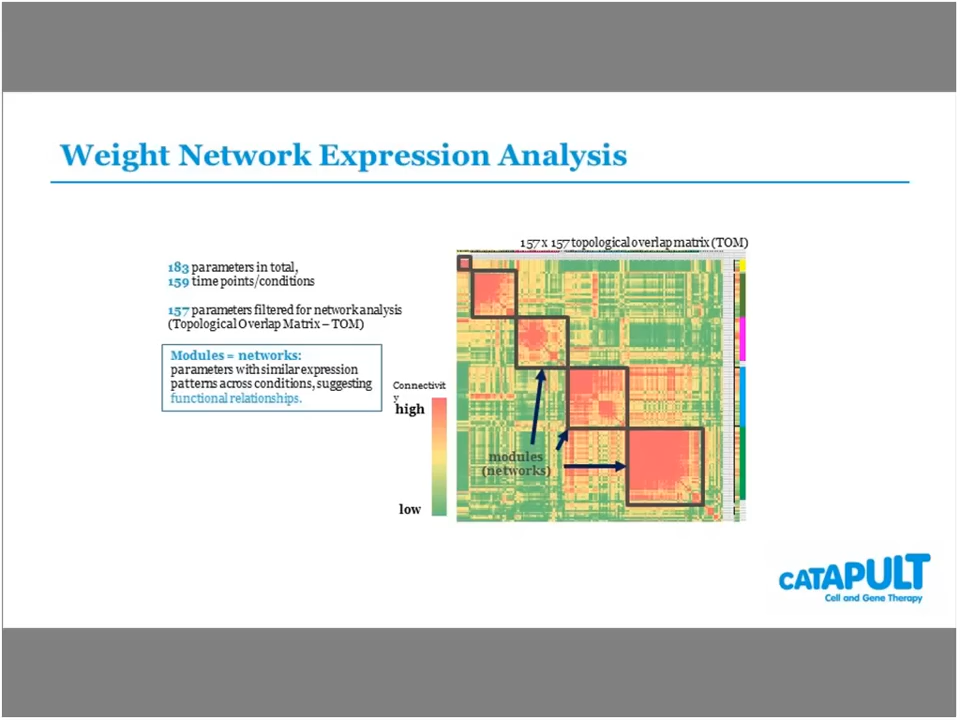 Weight Network Expression Analysis
157 x 157 topological overlap matrix (TOM)
183 parameters in total,
159 time points/conditions
157 parameters filtered for network analysis
(Topological Overlap Matrix – TOM)
Modules = networks:
parameters with similar expression
patterns across conditions, suggesting
functional relationships.
Connectivit
y
high
low
modules
(networks)
CATAPULT
Cell and Gene Therapy